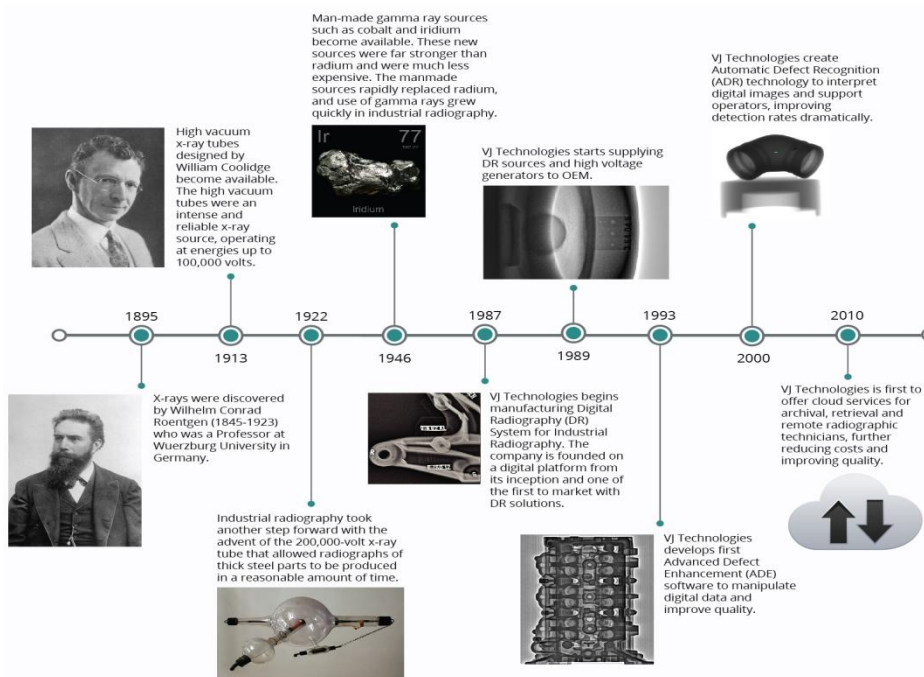 Man-made gamma ray sources
such as cobalt and iridium
become available. These new
sources were far stronger than
radium and were much less
expensive. The manmade
sources rapidly replaced radium,
and use of gamma rays grew
quickly in industrial radiography.
Ir 77
Iridium
VJ Technologies create
Automatic Defect Recognition
(ADR) technology to interpret
digital images and support
operators, improving
detection rates dramatically.
High vacuum
x-ray tubes
designed by
William Coolidge
become available.
The high vacuum
tubes were an
intense and
reliable x-ray
source, operating
at energies up to
100,000 volts.
VJ Technologies starts supplying
DR sources and high voltage
generators to OEM.
1895
1913
1922
1946
1987
1989
1993
2000
2010
X-rays were discovered
by Wilhelm Conrad
Roentgen (1845-1923)
who was a Professor at
Wuerzburg University in
Germany.
Industrial radiography took
another step forward with the
advent of the 200,000-volt x-ray
tube that allowed radiographs of
thick steel parts to be produced
in a reasonable amount of time.
VJ Technologies begins
manufacturing Digital
Radiography (DR)
System for Industrial
Radiography. The
company is founded on
a digital platform from
its inception and one of
the first to market with
DR solutions.
VJ Technologies
develops first
Advanced Defect
Enhancement (ADE)
software to manipulate
digital data and
improve quality.
VJ Technologies is first to
offer cloud services for
archival, retrieval and
remote radiographic
technicians, further
reducing costs and
improving quality.